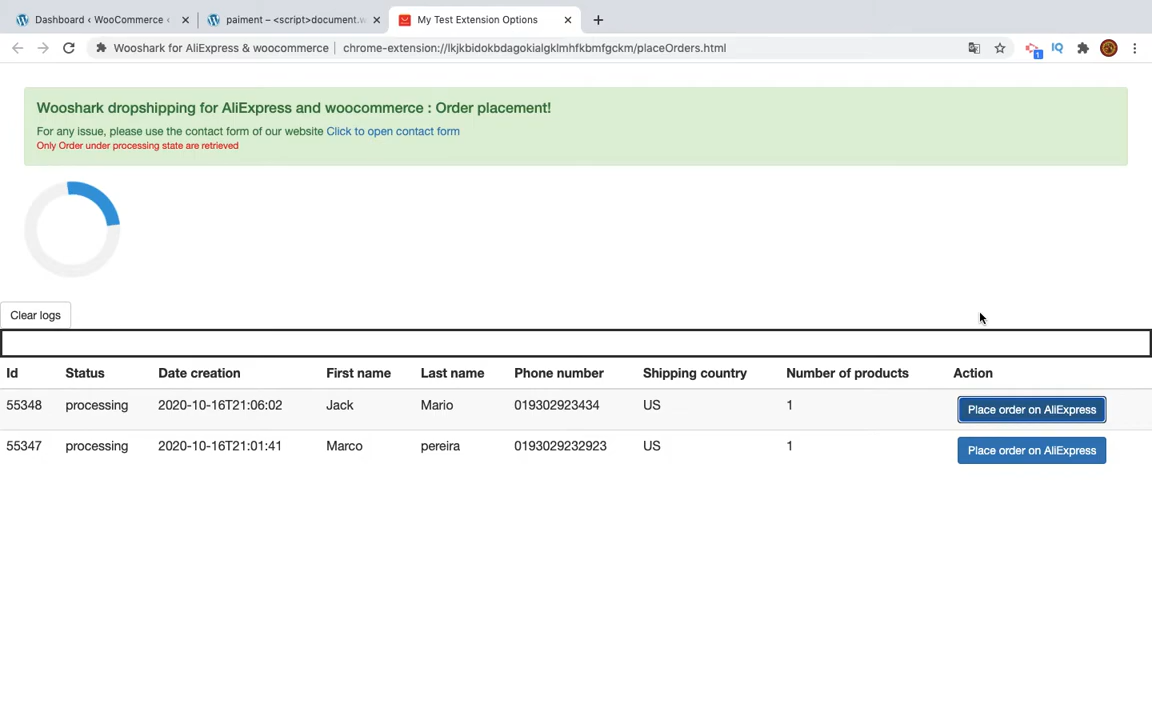 Dashboard ‹ WooCommerce ‹
paiment – <script>document.w
My Test Extension Options
Wooshark for AliExpress & woocommerce
chrome-extension://lkjkbidokbdagokialgklmhfkbmfgckm/placeOrders.html
1
IQ
Wooshark dropshipping for AliExpress and woocommerce : Order placement!
For any issue, please use the contact form of our website Click to open contact form
Only Order under processing state are retrieved
Clear logs
Id Status Date creation First name Last name Phone number Shipping country Number of products Action
55348 processing 2020-10-16T21:06:02 Jack Mario 019302923434 US 1 Place order on AliExpress
55347 processing 2020-10-16T21:01:41 Marco pereira 0193029232923 US 1 Place order on AliExpress